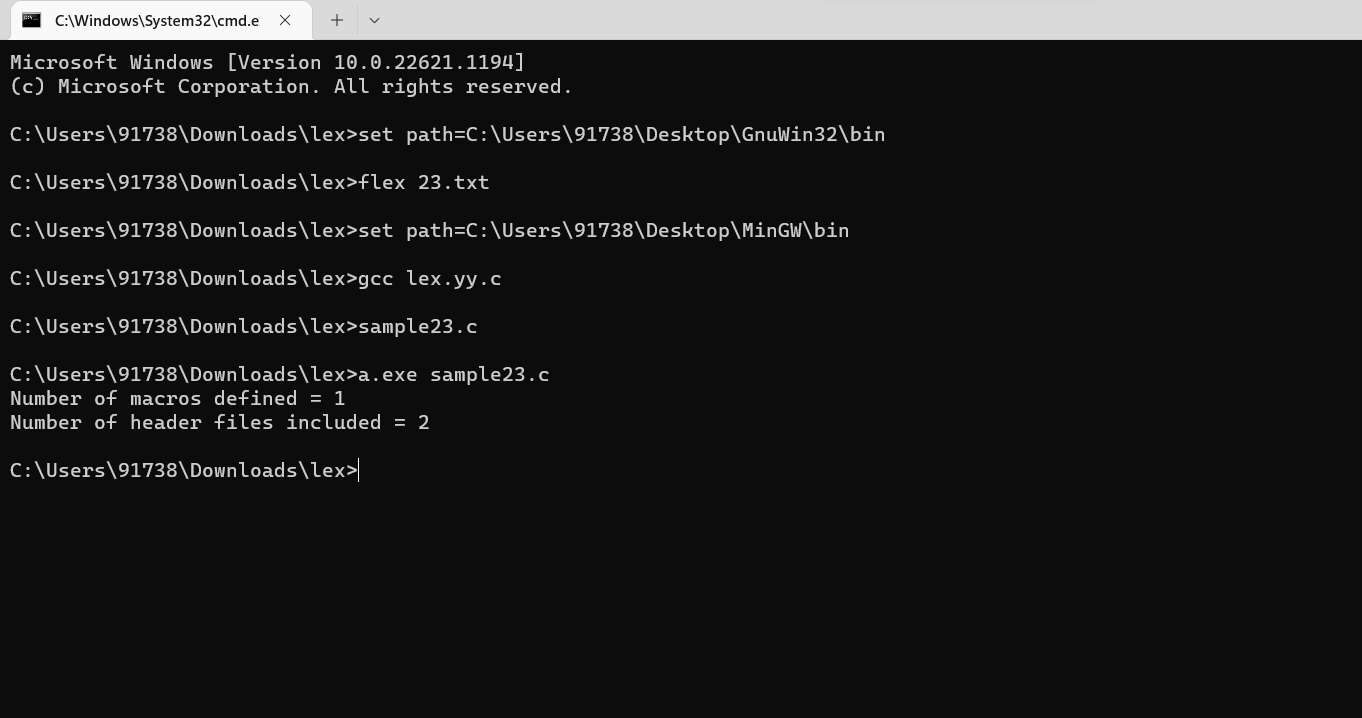 C:\Windows\System32\cmd.e
Microsoft Windows [Version 10.0.22621.1194]
(c) Microsoft Corporation. All rights reserved.
C:\Users\91738\Downloads\lex>set path=C:\Users\91738\Desktop\GnuWin32\bin
C:\Users\91738\Downloads\lex>flex 23.txt
C:\Users\91738\Downloads\lex>set path=C:\Users\91738\Desktop\MinGW\bin
C:\Users\91738\Downloads\lex>gcc lex.yy.c
C:\Users\91738\Downloads\lex>sample23.c
C:\Users\91738\Downloads\lex>a.exe sample23.c
Number of macros defined = 1
Number of header files included = 2
C:\Users\91738\Downloads\lex>